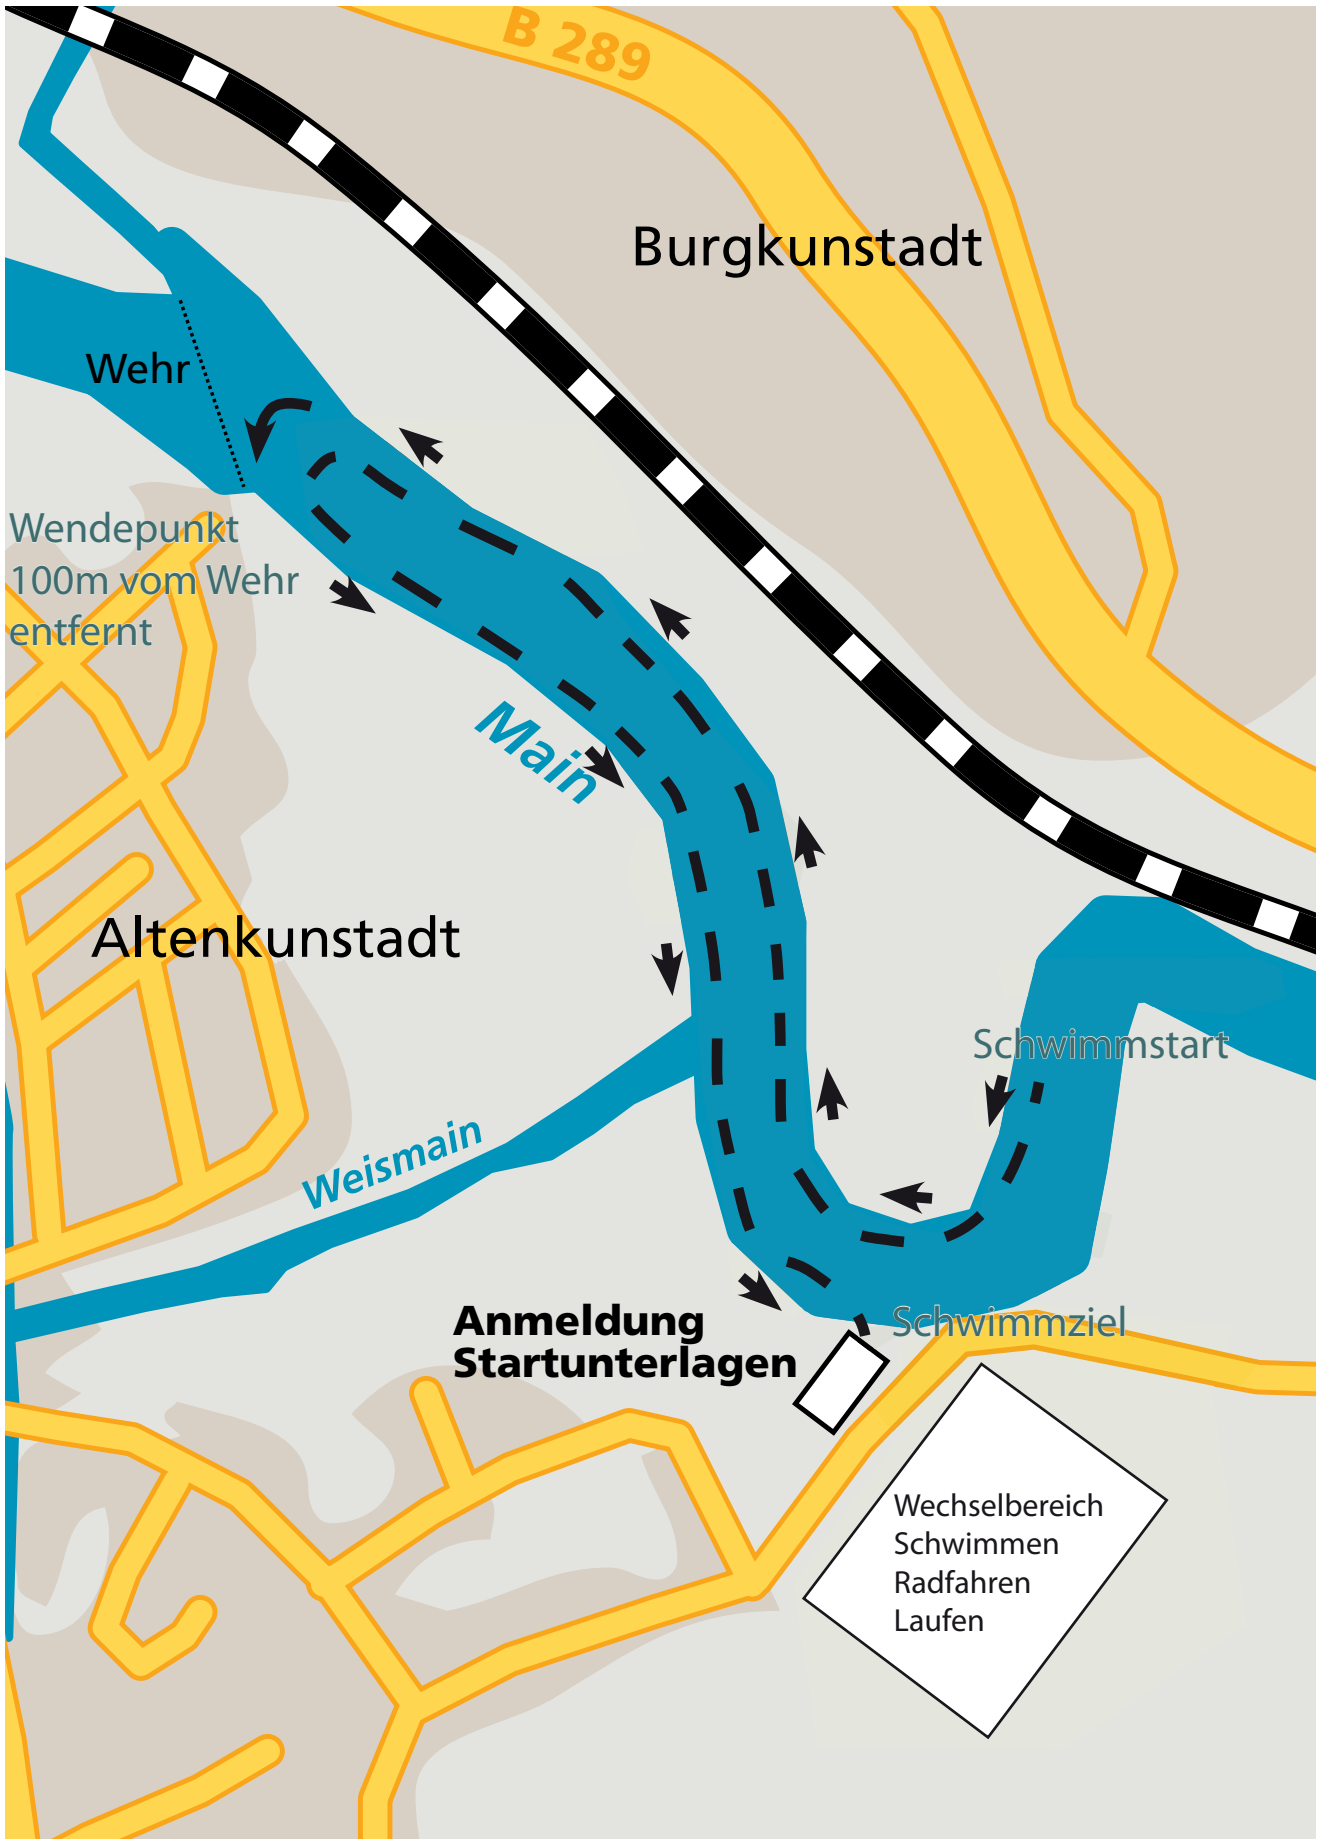 B 289
Burgkunstadt
Wehr
Wendepunkt
100m vom Wehr
entfernt
Main
Altenkunstadt
Schwimmstart
Weismain
Anmeldung
Startunterlagen
Schwimmziel
Wechselbereich
Schwimmen
Radfahren
Laufen